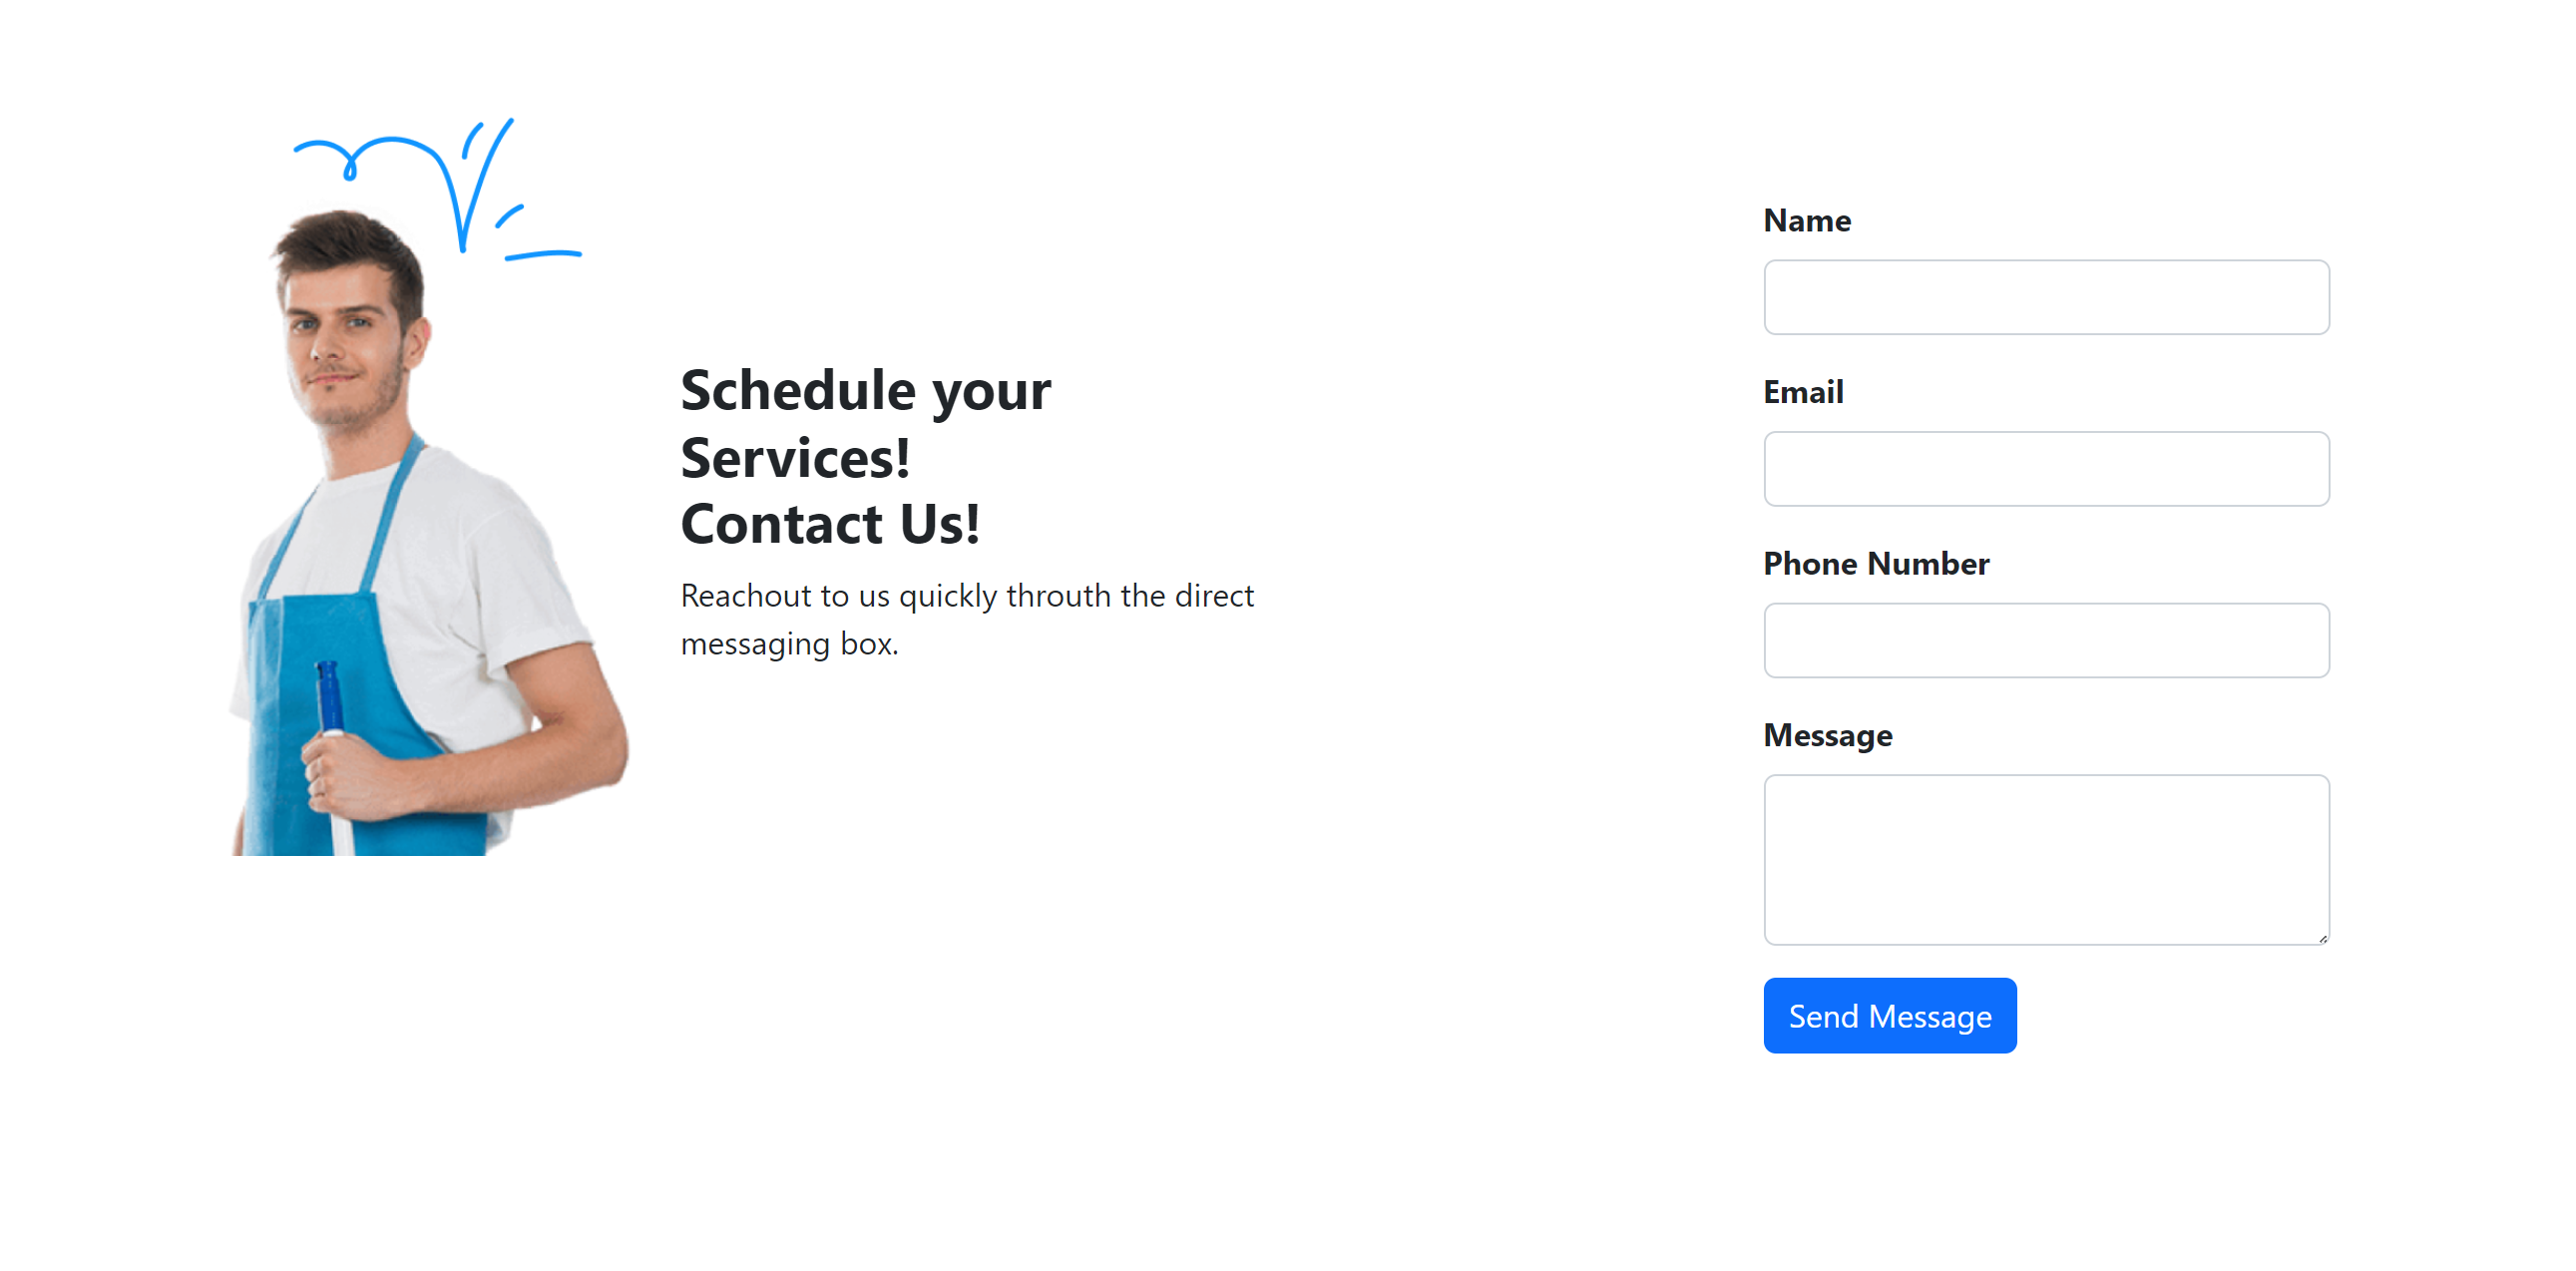 Schedule your
Services!
Contact Us!
Reachout to us quickly throuth the direct
messaging box.
Name
Email
Phone Number
Message
Send Message